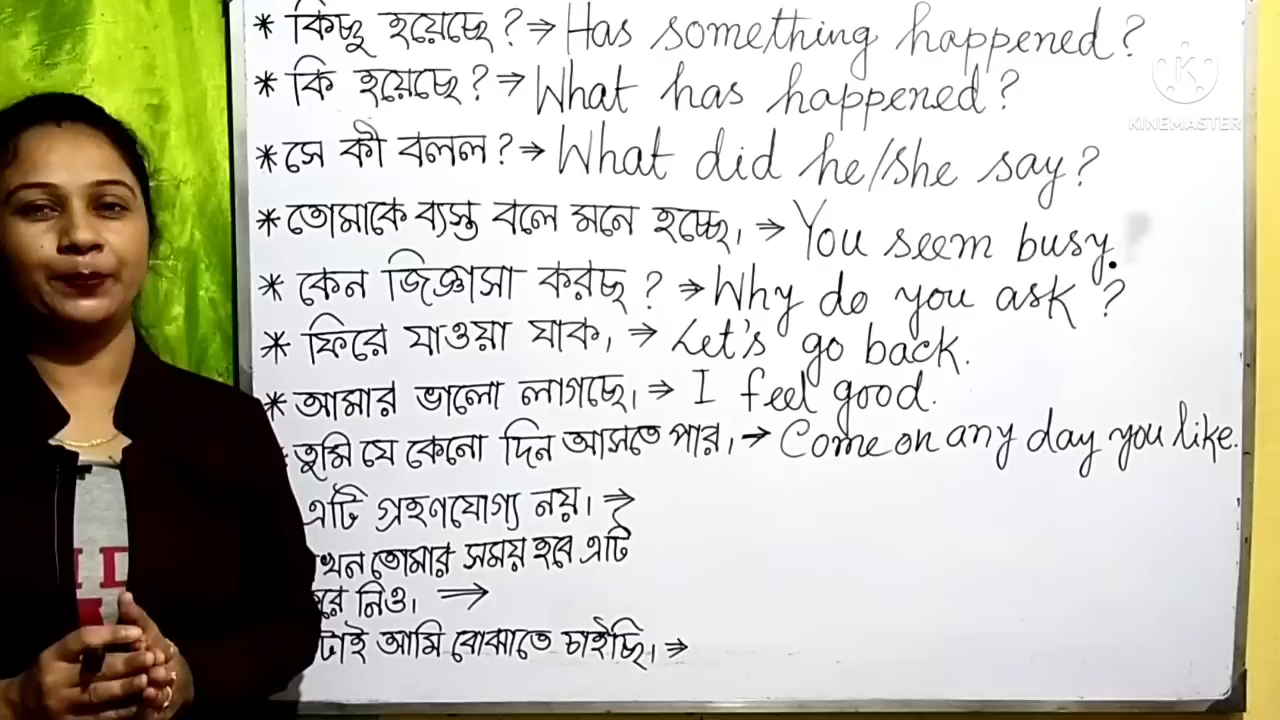 * কিচ্ছু হয়েছে? ⇒ Has something happened?
* কি হয়েছে? ⇒ What has happened?
* সে কী বলল? ⇒ What did he/she say?
* তোমাকে ব্যস্ত বলে মনে হচ্ছে। ⇒ You seem busy.
* কেন জিজ্ঞাসা করছ? ⇒ Why do you ask?
* ফিরে যাওয়া যাক। ⇒ Let's go back.
* আমার ভালো লাগছে। ⇒ I feel good.
তুমি যে কোনো দিন আসতে পার। → Come on any day you like.
এটি গ্রহণযোগ্য নয়। ⇒
তোমার সময় হবে এটি
নিও। ⇒
আমি বোঝাতে চাইছি। ⇒
KINEMASTER